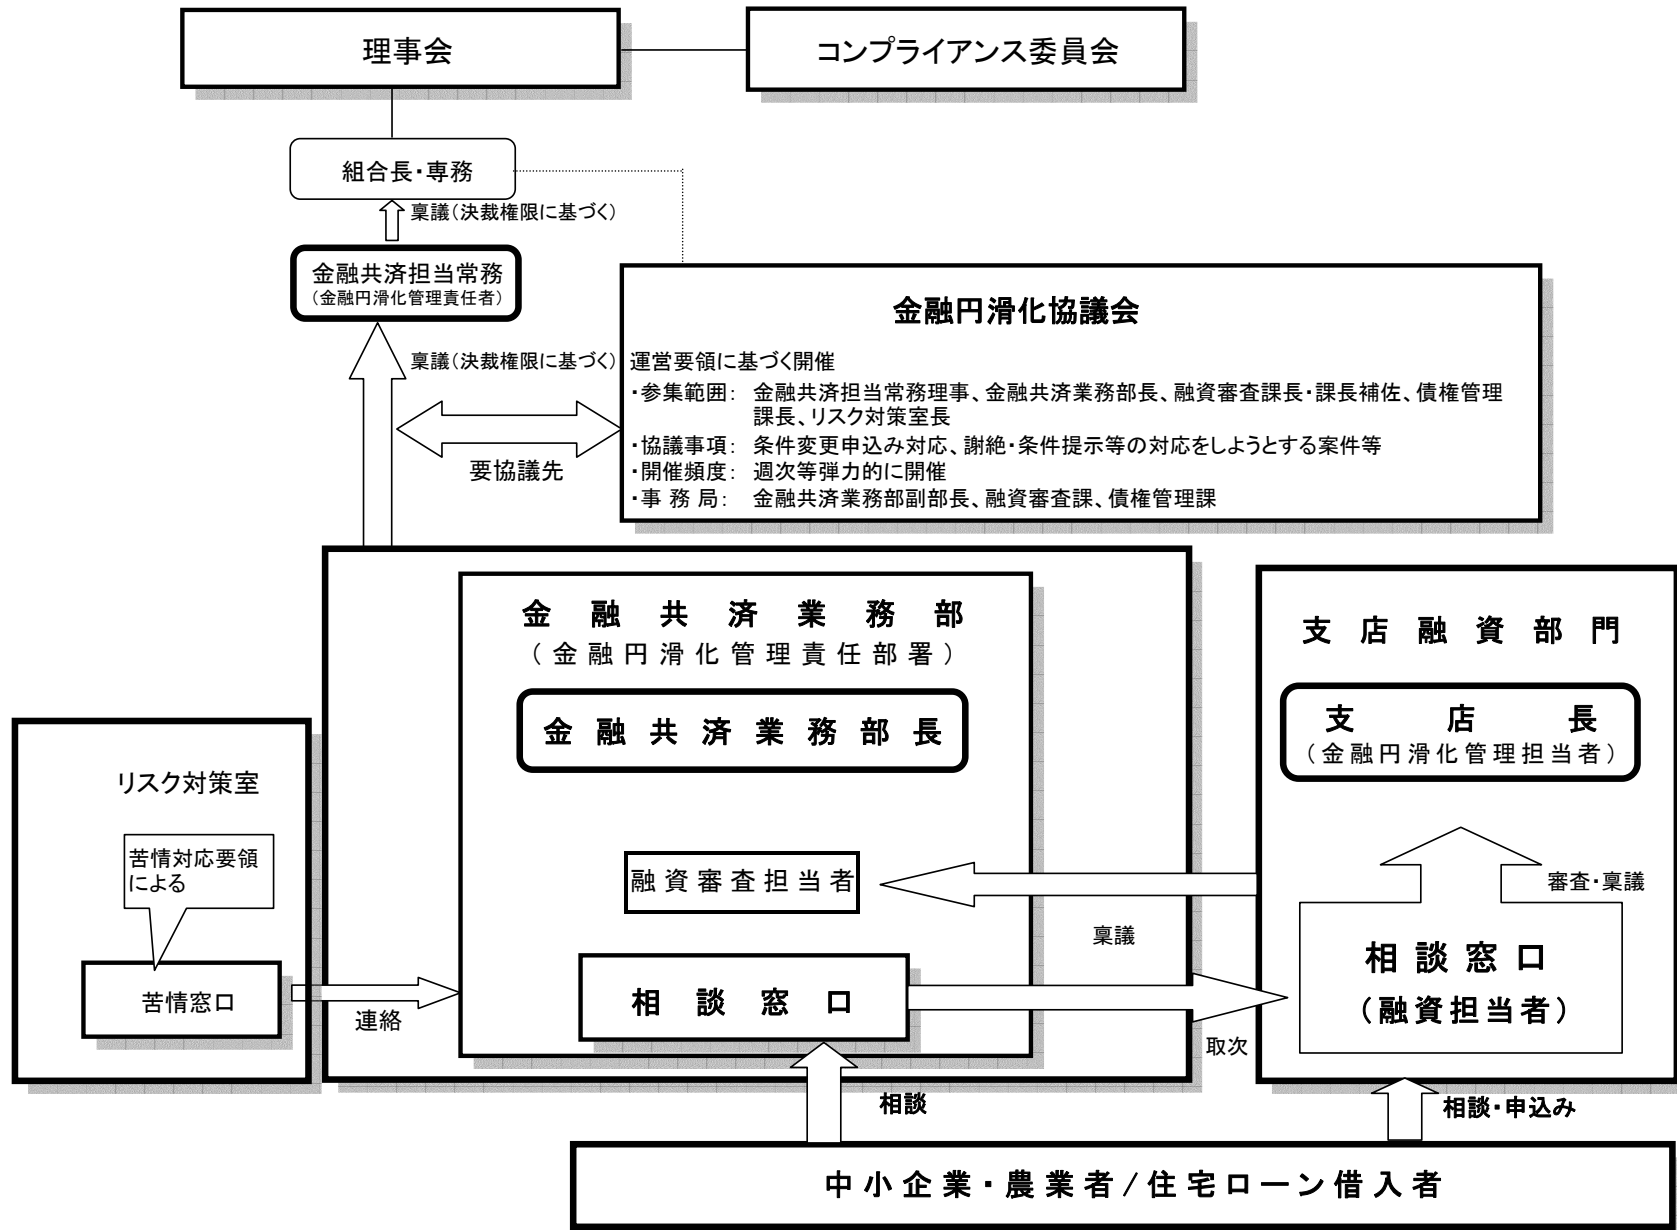 理事会
コンプライアンス委員会
組合長・専務
稟議（決裁権限に基づく）
金融共済担当常務
（金融円滑化管理責任者）
金融円滑化協議会
稟議（決裁権限に基づく）
運営要領に基づく開催
・参集範囲： 金融共済担当常務理事、金融共済業務部長、融資審査課長・課長補佐、債権管理
課長、リスク対策室長
・協議事項： 条件変更申込み対応、謝絶・条件提示等の対応をしようとする案件等
・開催頻度： 週次等弾力的に開催
・事 務 局： 金融共済業務部副部長、融資審査課、債権管理課
要協議先
金融共済業務部
（金融円滑化管理責任部署）
金融共済業務部長
融資審査担当者
相談窓口
リスク対策室
苦情対応要領
による
苦情窓口
連絡
支店融資部門
支店長
（金融円滑化管理担当者）
審査・稟議
稟議
相談窓口
（融資担当者）
取次
相談
相談・申込み
中小企業・農業者/住宅ローン借入者